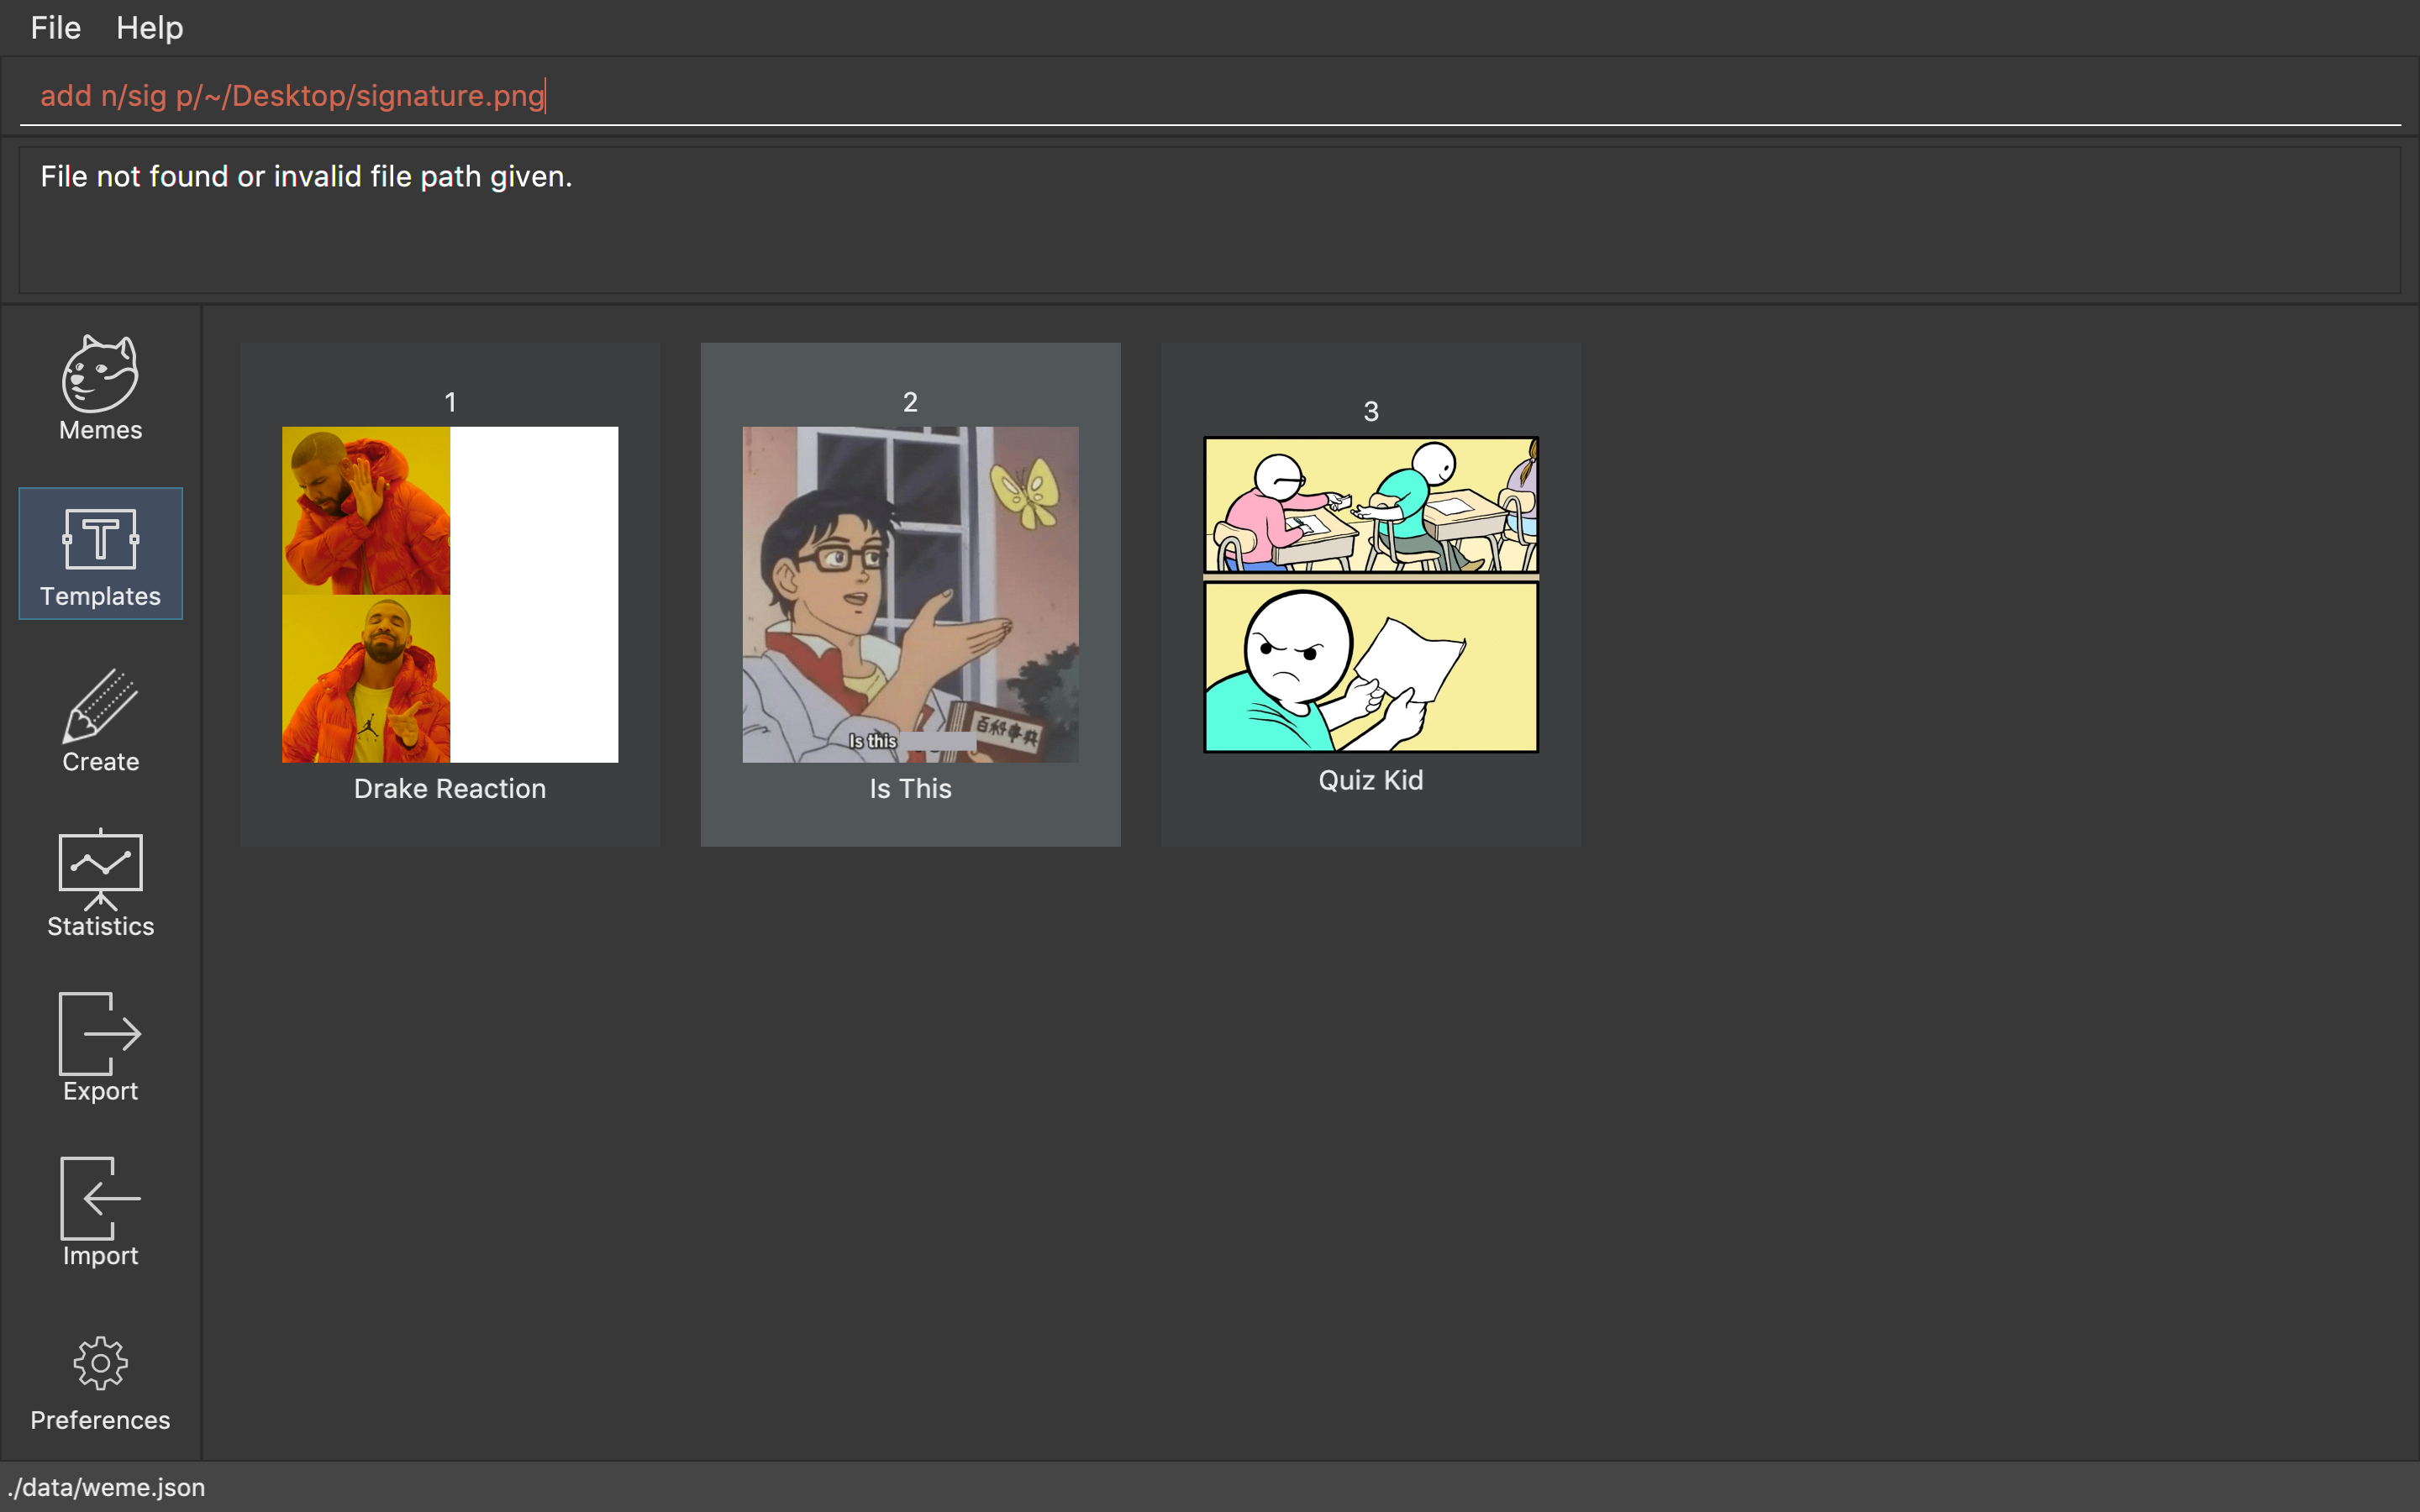 File Help
add n/sig p/~/Desktop/signature.png
File not found or invalid file path given.
Memes
Templates
Create
Statistics
Export
Import
Preferences
1
Is this
百科事典
Drake Reaction
2
Is This
3
Quiz Kid
./data/weme.json